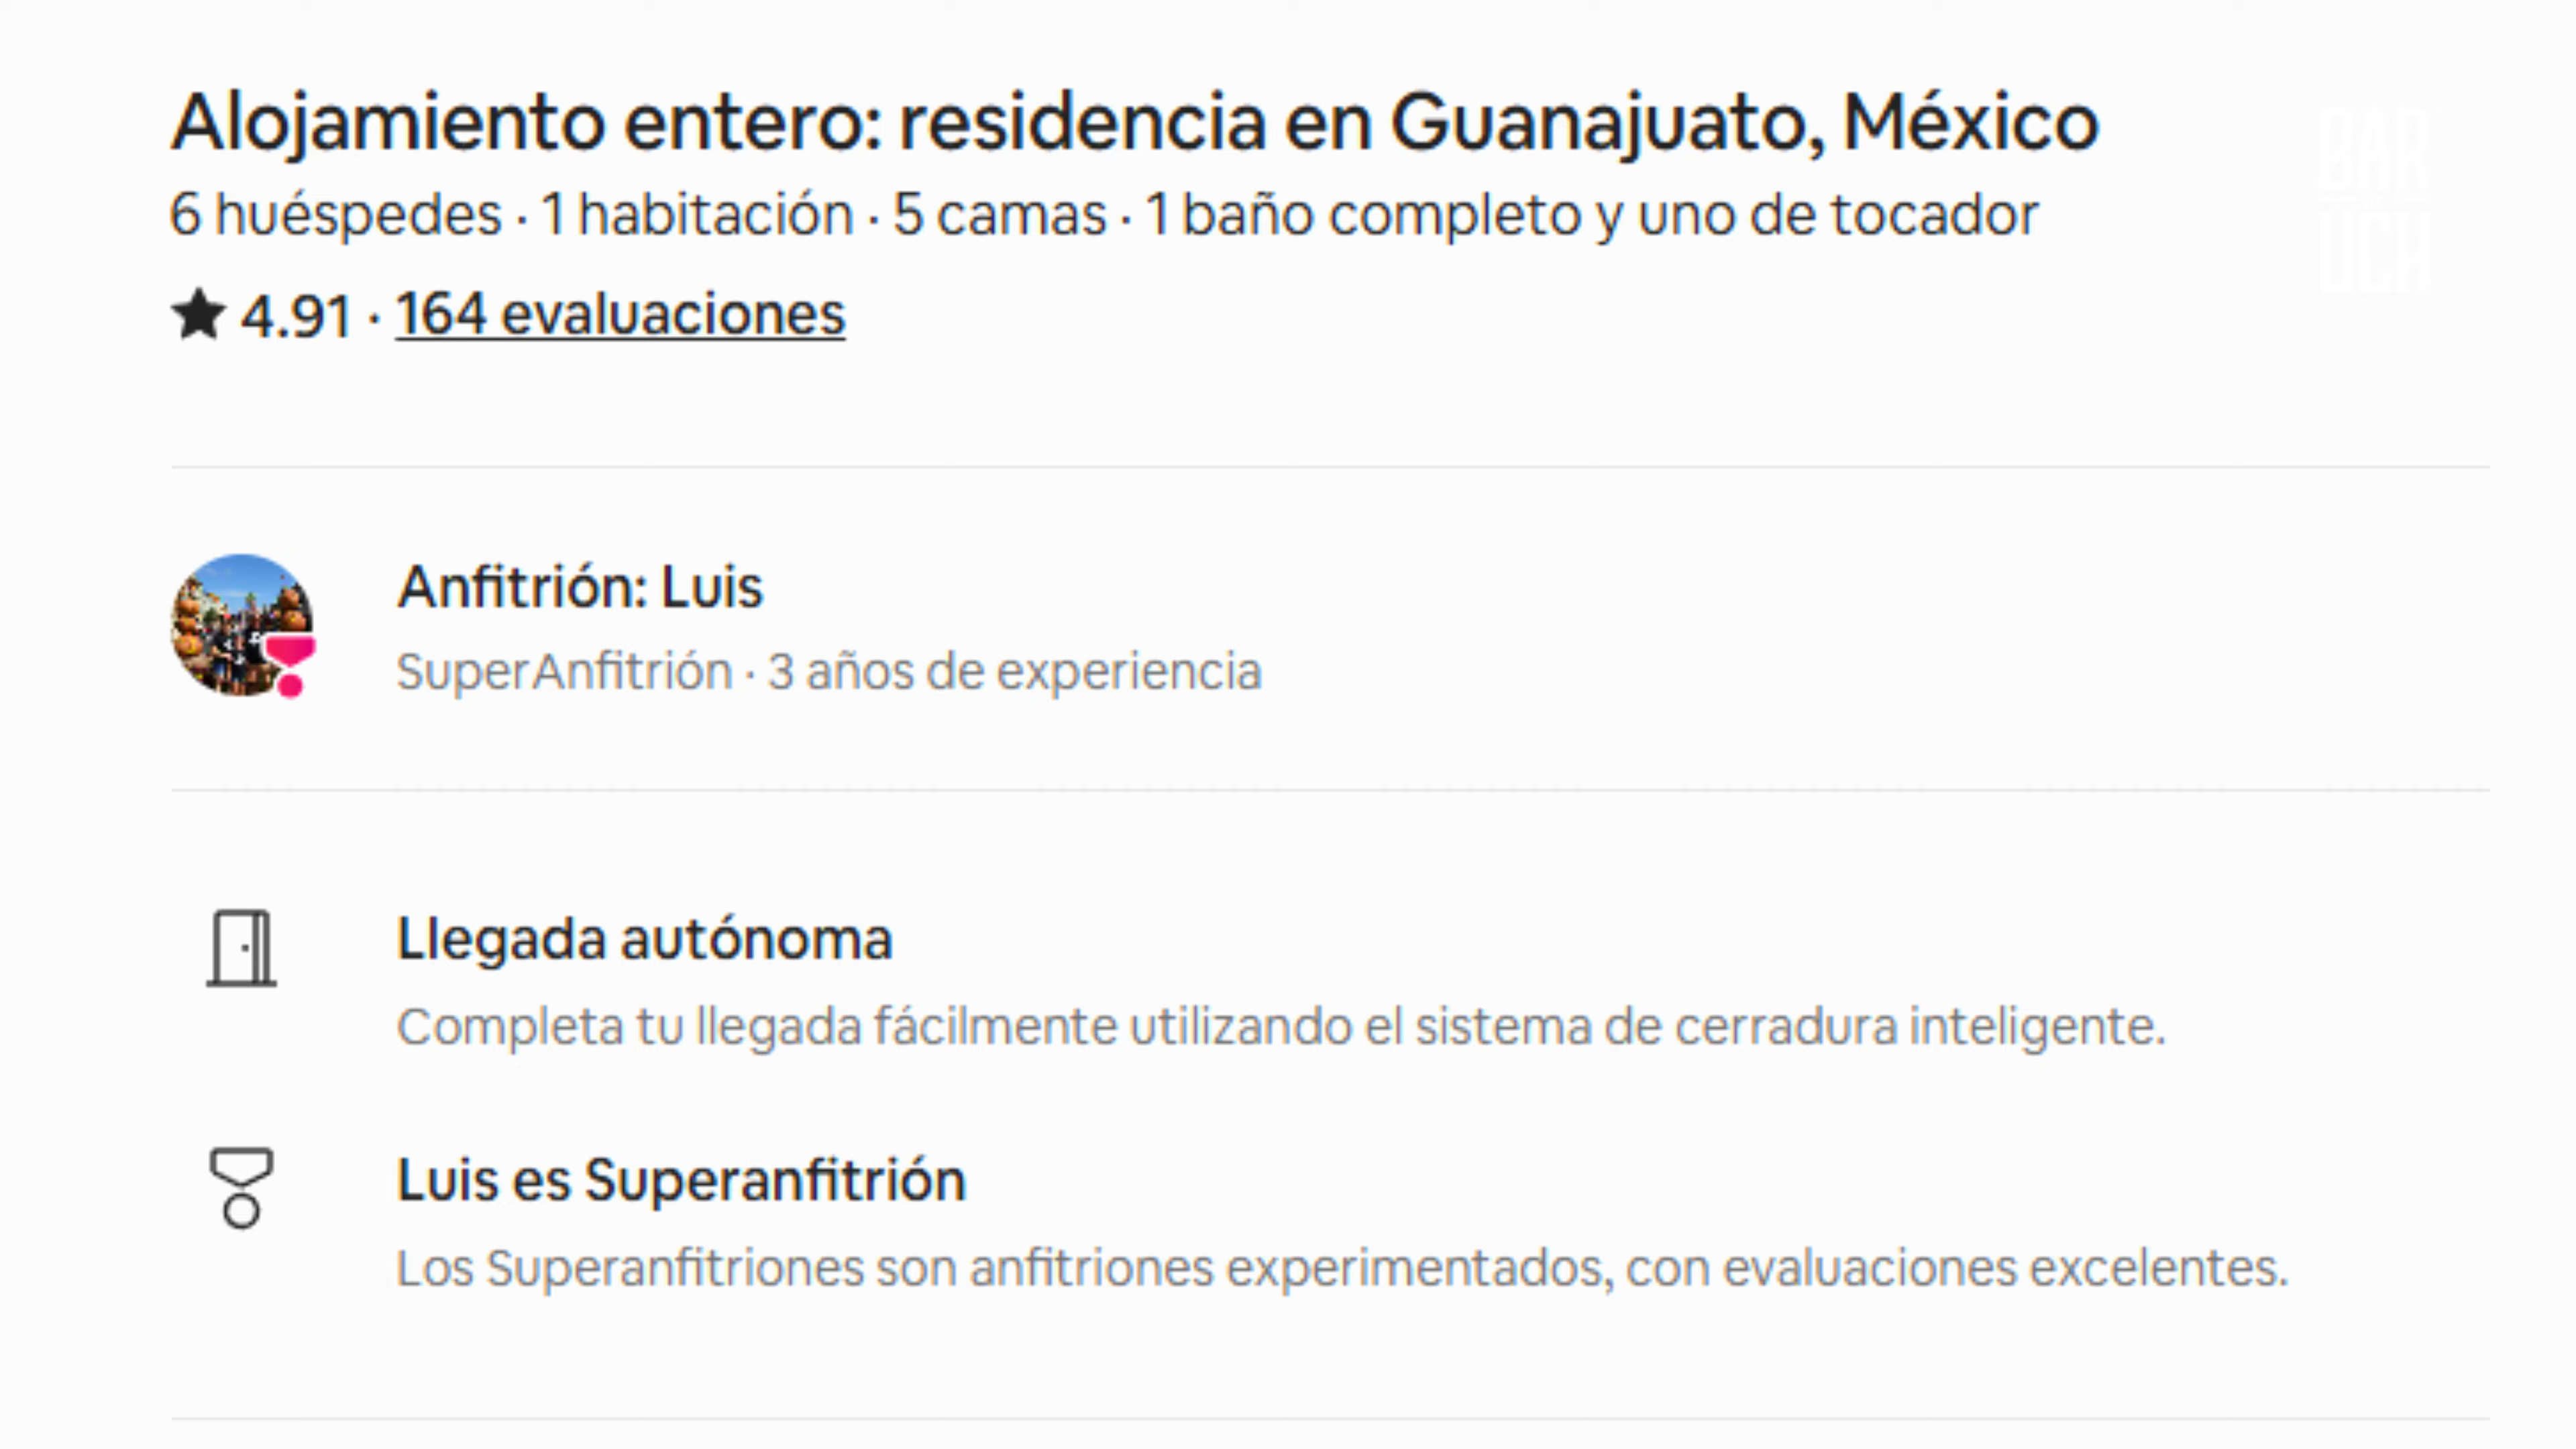 Alojamiento entero: residencia en Guanajuato, México
BAR
UCH
6 huéspedes · 1 habitación · 5 camas · 1 baño completo y uno de tocador
★ 4.91 · 164 evaluaciones
Anfitrión: Luis
SuperAnfitrión · 3 años de experiencia
Llegada autónoma
Completa tu llegada fácilmente utilizando el sistema de cerradura inteligente.
Luis es Superanfitrión
Los Superanfitriones son anfitriones experimentados, con evaluaciones excelentes.